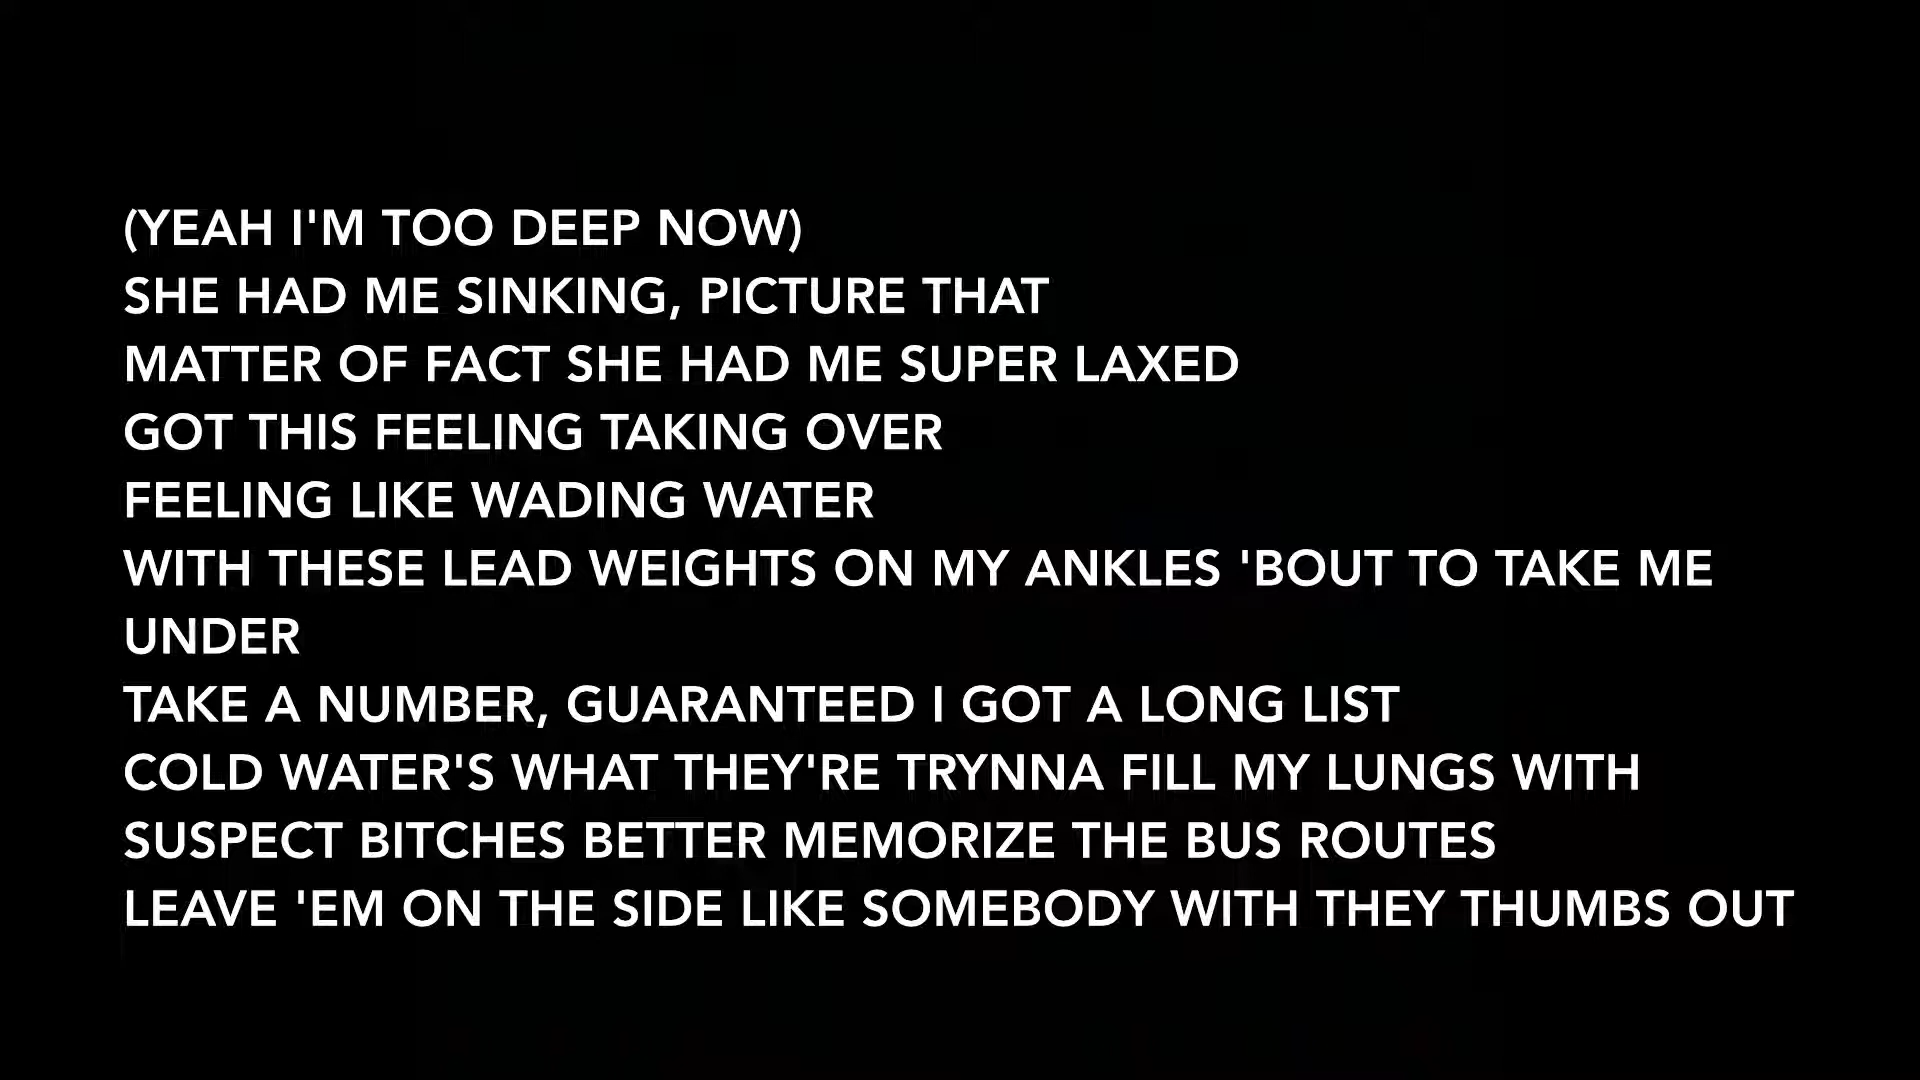 (YEAH I'M TOO DEEP NOW)
SHE HAD ME SINKING, PICTURE THAT
MATTER OF FACT SHE HAD ME SUPER LAXED
GOT THIS FEELING TAKING OVER
FEELING LIKE WADING WATER
WITH THESE LEAD WEIGHTS ON MY ANKLES 'BOUT TO TAKE ME
UNDER
TAKE A NUMBER, GUARANTEED I GOT A LONG LIST
COLD WATER'S WHAT THEY'RE TRYNNA FILL MY LUNGS WITH
SUSPECT BITCHES BETTER MEMORIZE THE BUS ROUTES
LEAVE 'EM ON THE SIDE LIKE SOMEBODY WITH THEY THUMBS OUT